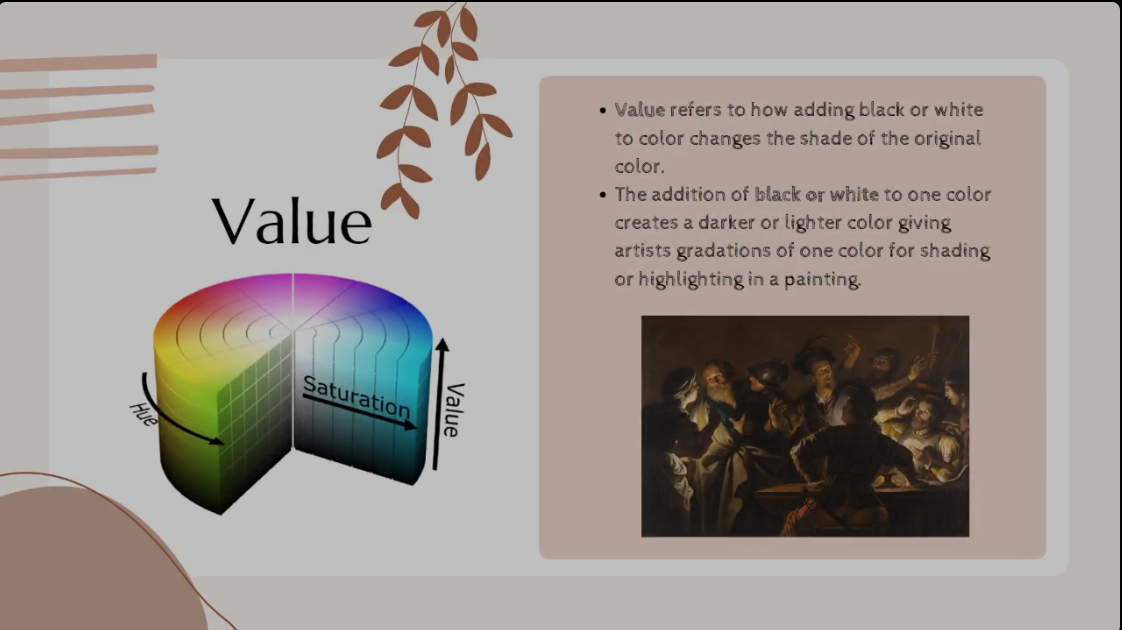 Value
Hue
Saturation
Value
• Value refers to how adding black or white
to color changes the shade of the original
color.
• The addition of black or white to one color
creates a darker or lighter color giving
artists gradations of one color for shading
or highlighting in a painting.